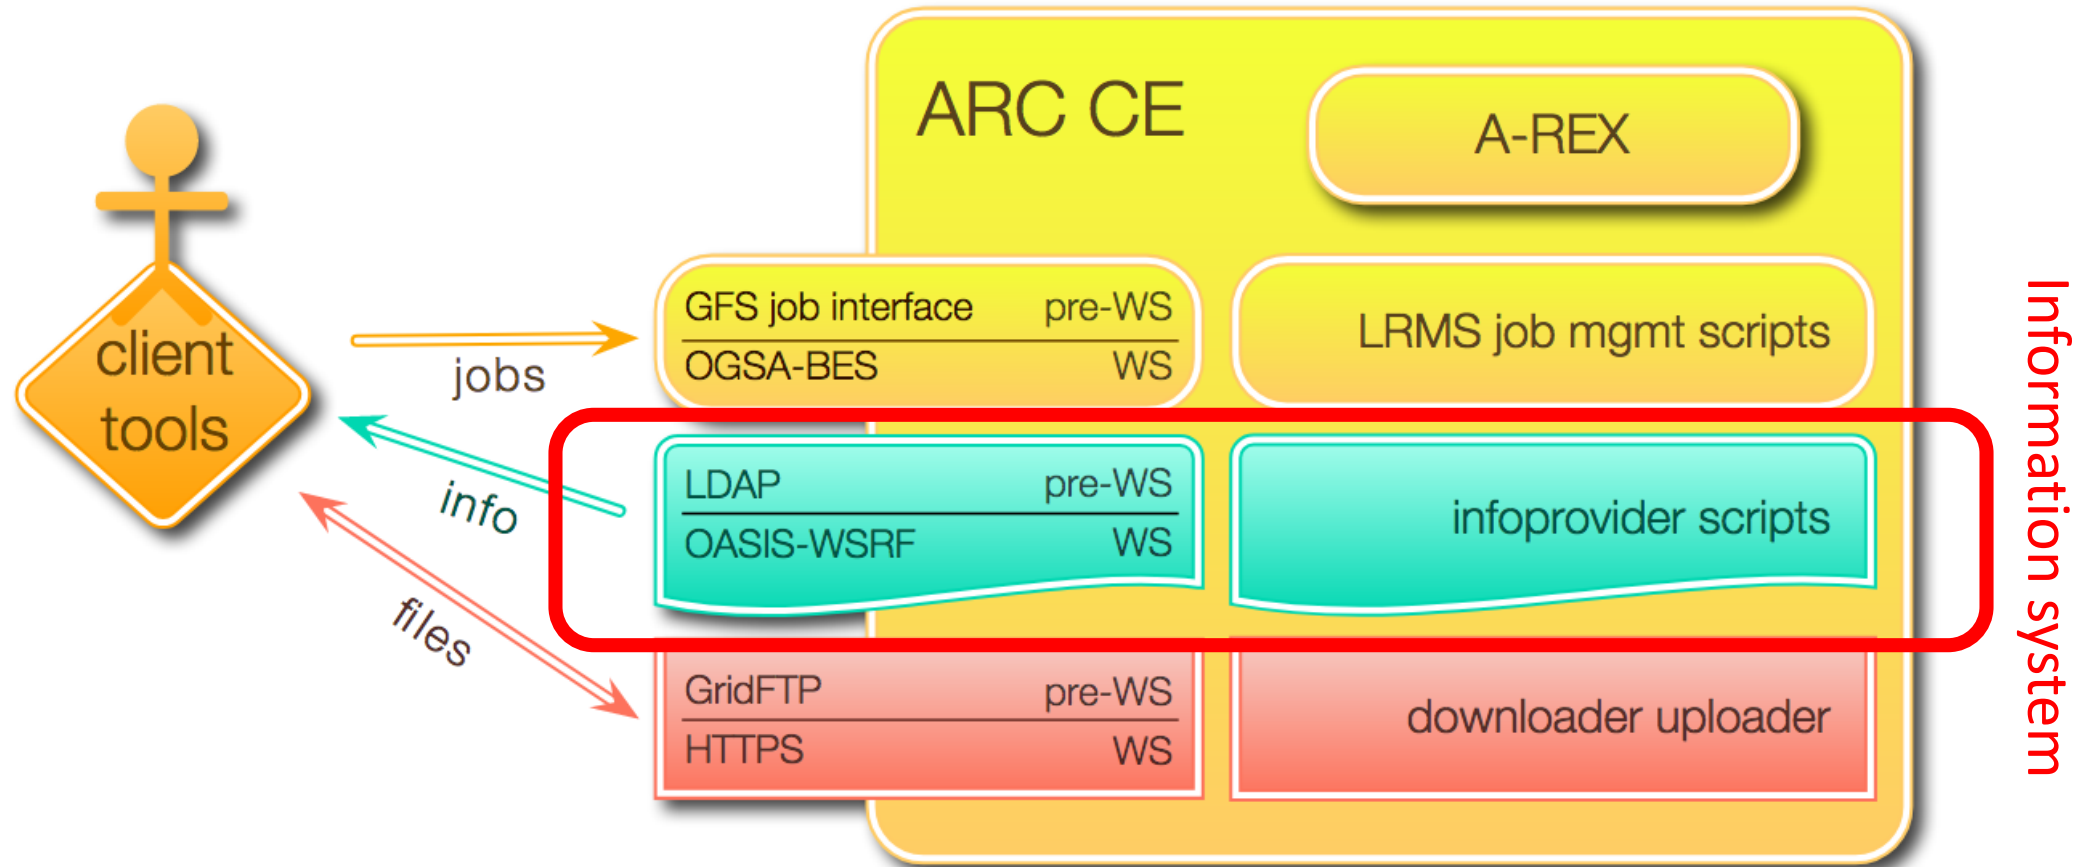 ARC CE
A-REX
client
tools
jobs
info
files
GFS job interface pre-WS
OGSA-BES WS
LRMS job mgmt scripts
LDAP pre-WS
OASIS-WSRF WS
infoprovider scripts
GridFTP pre-WS
HTTPS WS
downloader uploader
Information system